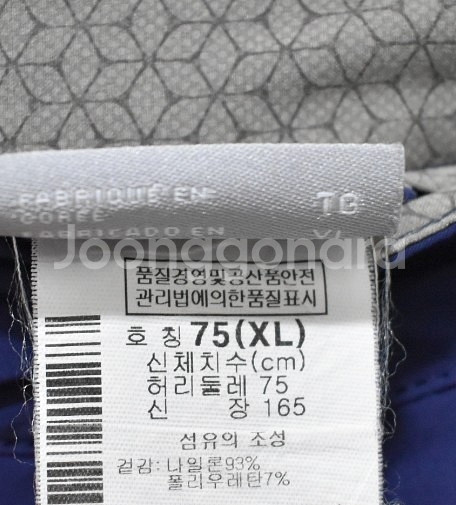 FABRIQUÉ EN
CORÉE
FABRICADO EN
TG
XL
Joonggonara
품질경영및공산품안전
관리법에의한품질표시
호 칭 75(XL)
신체치수(cm)
허리둘레 75
신 장 165
섬유의 조성
겉감: 나일론93%
폴리우레탄7%